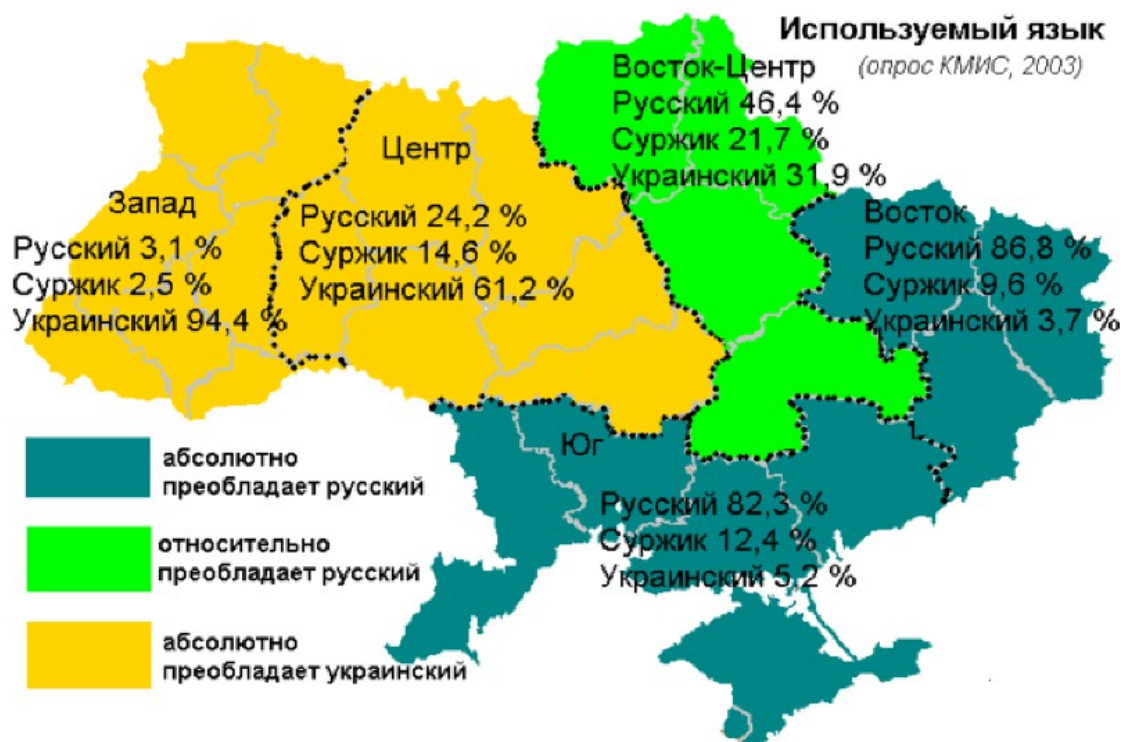 Используемый язык
(опрос КМИС, 2003)
Восток-Центр
Русский 46,4 %
Суржик 21,7 %
Украинский 31,9 %
Центр
Русский 24,2 %
Суржик 14,6 %
Украинский 61,2 %
Запад
Русский 3,1 %
Суржик 2,5 %
Украинский 94,4 %
Восток
Русский 86,8 %
Суржик 9,6 %
Украинский 3,7 %
Юг
Русский 82,3 %
Суржик 12,4 %
Украинский 5,2 %
абсолютно
преобладает русский
относительно
преобладает русский
абсолютно
преобладает украинский